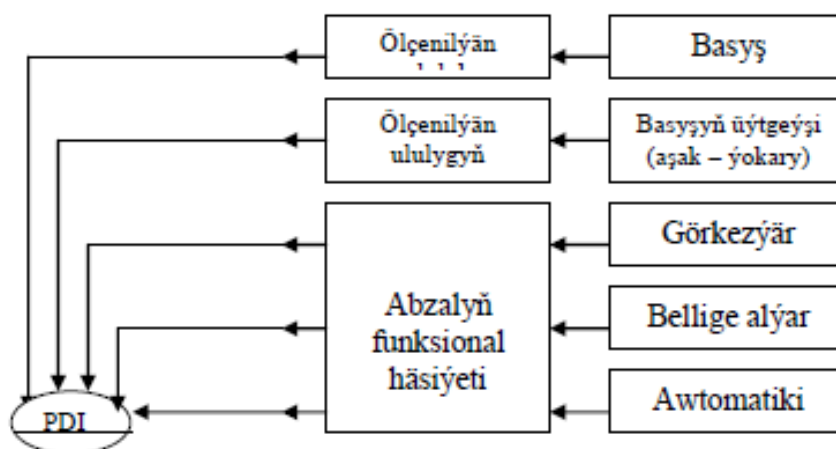 Ölçenilýän
Basyş
Ölçenilýän
ululygyň
Basyşyň üýtgeýşi
(aşak – ýokary)
Abzalyň
funksional
häsiýeti
Görkezýär
Bellige alýar
Awtomatiki
PDI